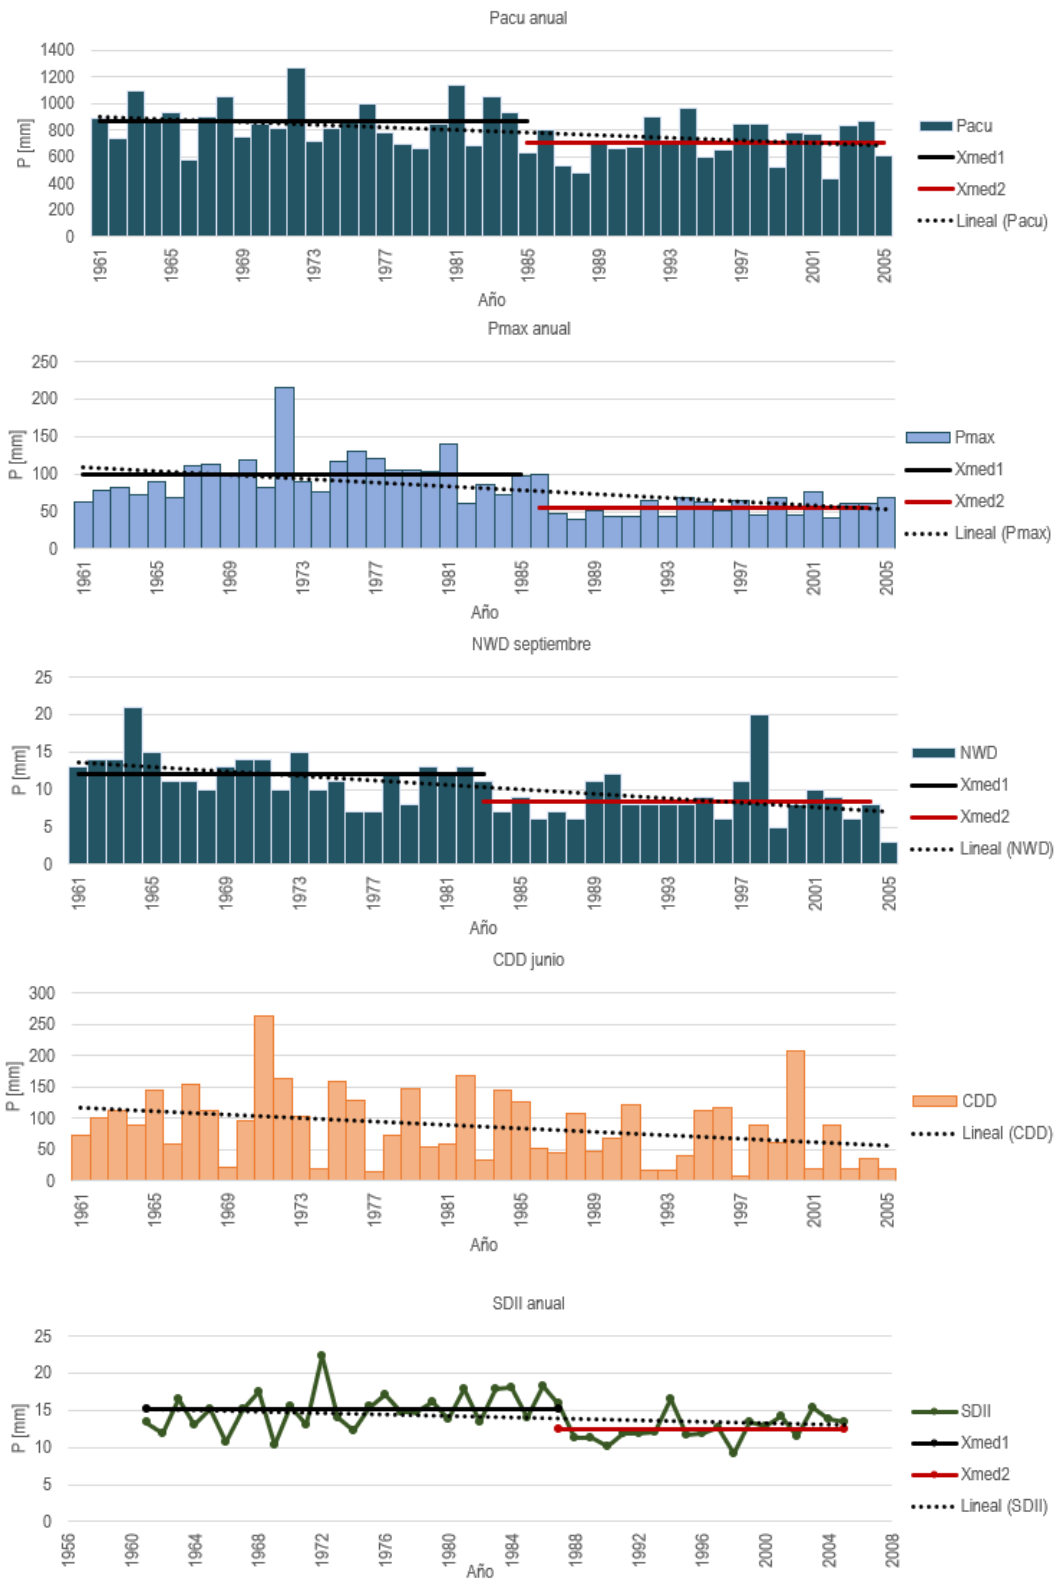 Pacu anual
1400
1200
1000
800
600
400
200
0
P [mm]
1961
1965
1969
1973
1977
1981
1985
1989
1993
1997
2001
2005
Año
Pacu
Xmed1
Xmed2
Lineal (Pacu)
Pmax anual
250
200
150
100
50
0
P [mm]
1961
1965
1969
1973
1977
1981
1985
1989
1993
1997
2001
2005
Año
Pmax
Xmed1
Xmed2
Lineal (Pmax)
NWD septiembre
25
20
15
10
5
0
P [mm]
1961
1965
1969
1973
1977
1981
1985
1989
1993
1997
2001
2005
Año
NWD
Xmed1
Xmed2
Lineal (NWD)
CDD junio
300
250
200
150
100
50
0
P [mm]
1961
1965
1969
1973
1977
1981
1985
1989
1993
1997
2001
2005
Año
CDD
Lineal (CDD)
SDII anual
25
20
15
10
5
0
P [mm]
1956
1960
1964
1968
1972
1976
1980
1984
1988
1992
1996
2000
2004
2008
Año
SDII
Xmed1
Xmed2
Lineal (SDII)